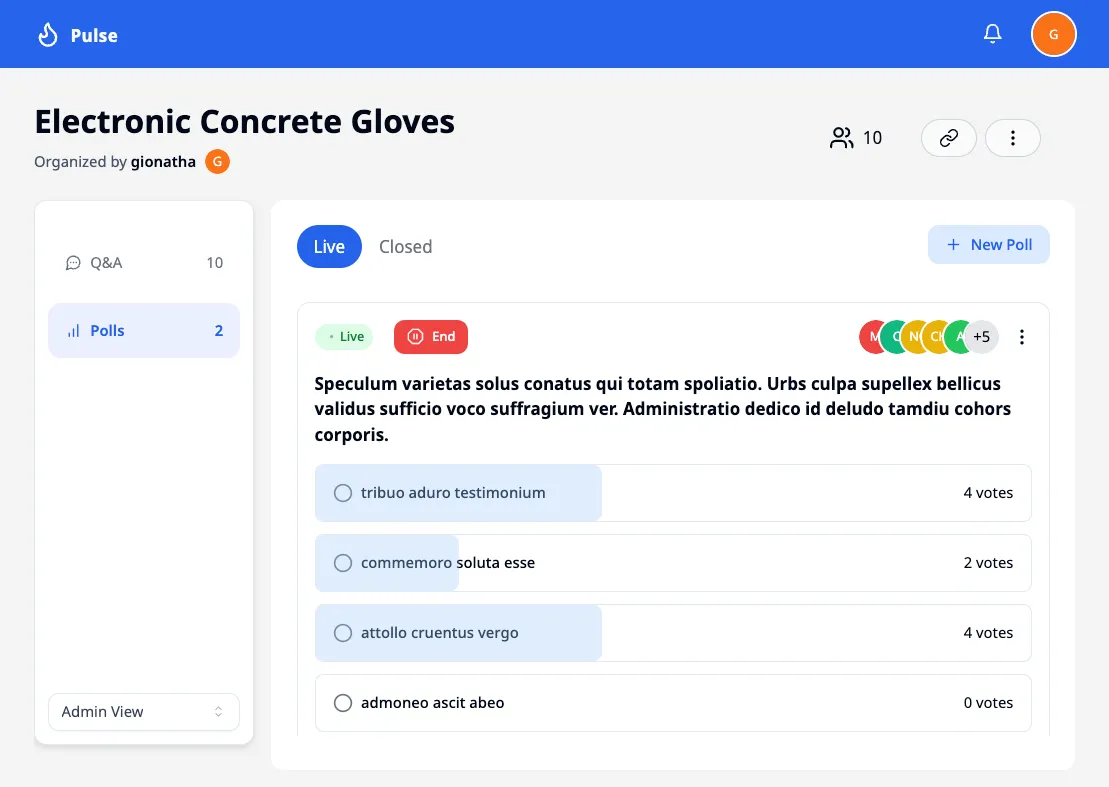 Pulse
G
Electronic Concrete Gloves
10
Organized by gionatha G
Q&A 10
Polls 2
Admin View
Live Closed
+ New Poll
Live End
M
N
A
+5
Speculum varietas solus conatus qui totam spoliatio. Urbs culpa supellex bellicus
validus sufficio voco suffragium ver. Administratio dedico id deludo tamdiu cohors
corporis.
tribuo aduro testimonium 4 votes
commemoro soluta esse 2 votes
attollo cruentus vergo 4 votes
admoneo ascit abeo 0 votes